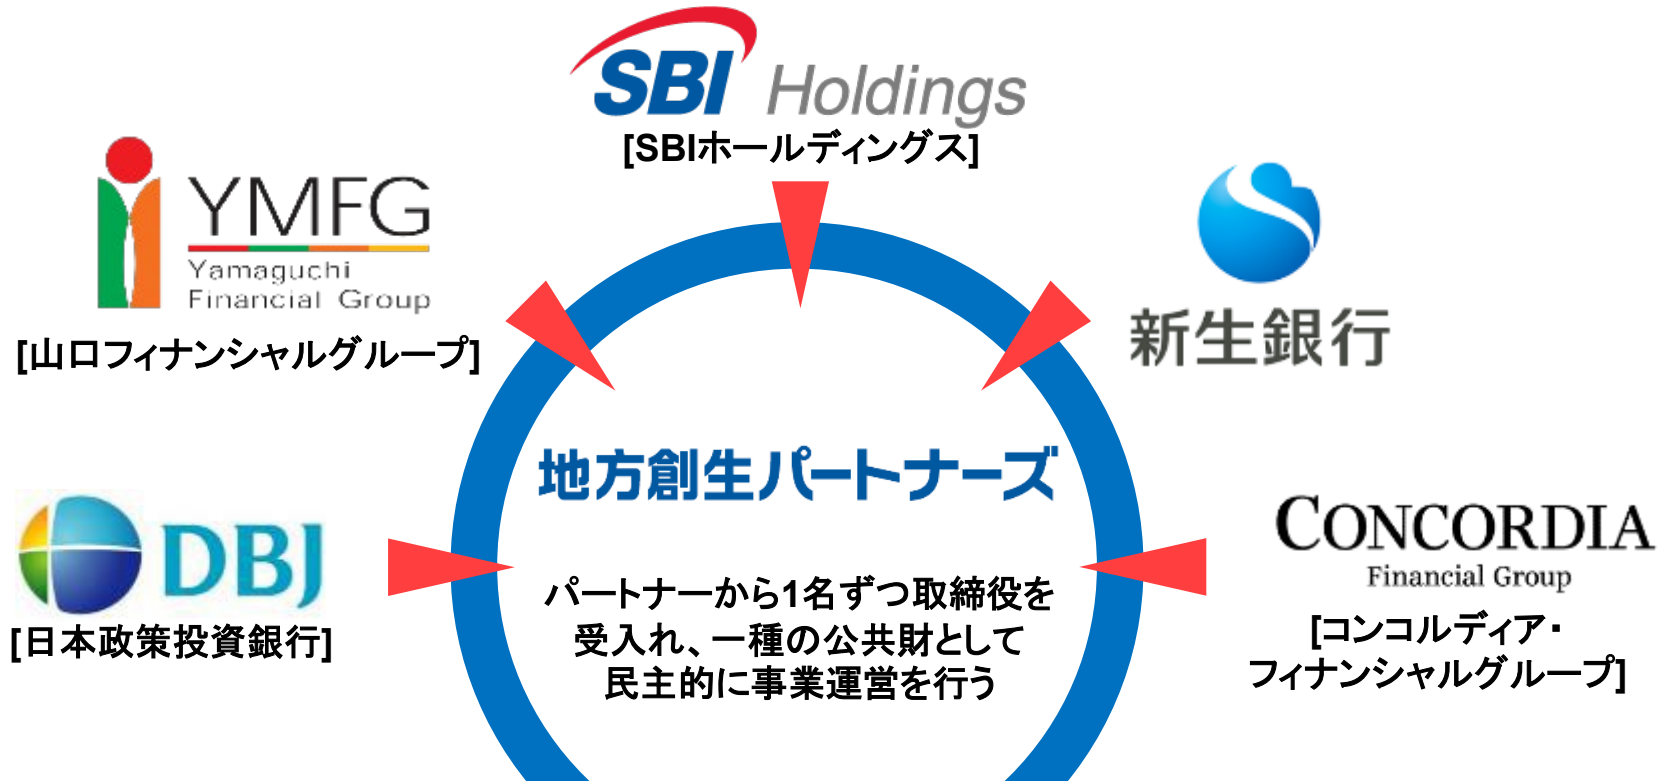 SBI Holdings
[SBIホールディングス]
YMFG
Yamaguchi
Financial Group
[山口フィナンシャルグループ]
新生銀行
地方創生パートナーズ
DBJ
[日本政策投資銀行]
パートナーから1名ずつ取締役を
受入れ、一種の公共財として
民主的に事業運営を行う
CONCORDIA
Financial Group
[コンコルディア・
フィナンシャルグループ]